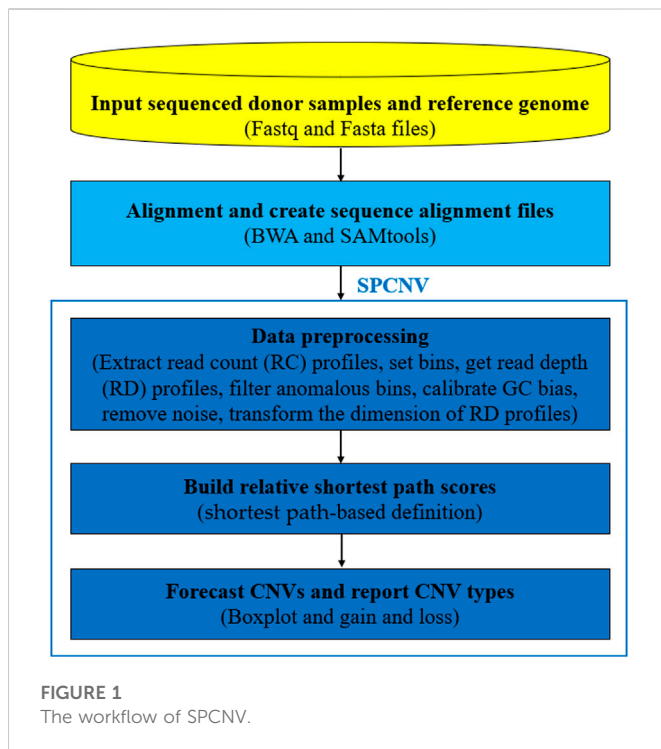 Input sequenced donor samples and reference genome
(Fastq and Fasta files)
Alignment and create sequence alignment files
(BWA and SAMtools)
SPCNV
Data preprocessing
(Extract read count (RC) profiles, set bins, get read depth
(RD) profiles, filter anomalous bins, calibrate GC bias,
remove noise, transform the dimension of RD profiles)
Build relative shortest path scores
(shortest path-based definition)
Forecast CNVs and report CNV types
(Boxplot and gain and loss)
FIGURE 1
The workflow of SPCNV.